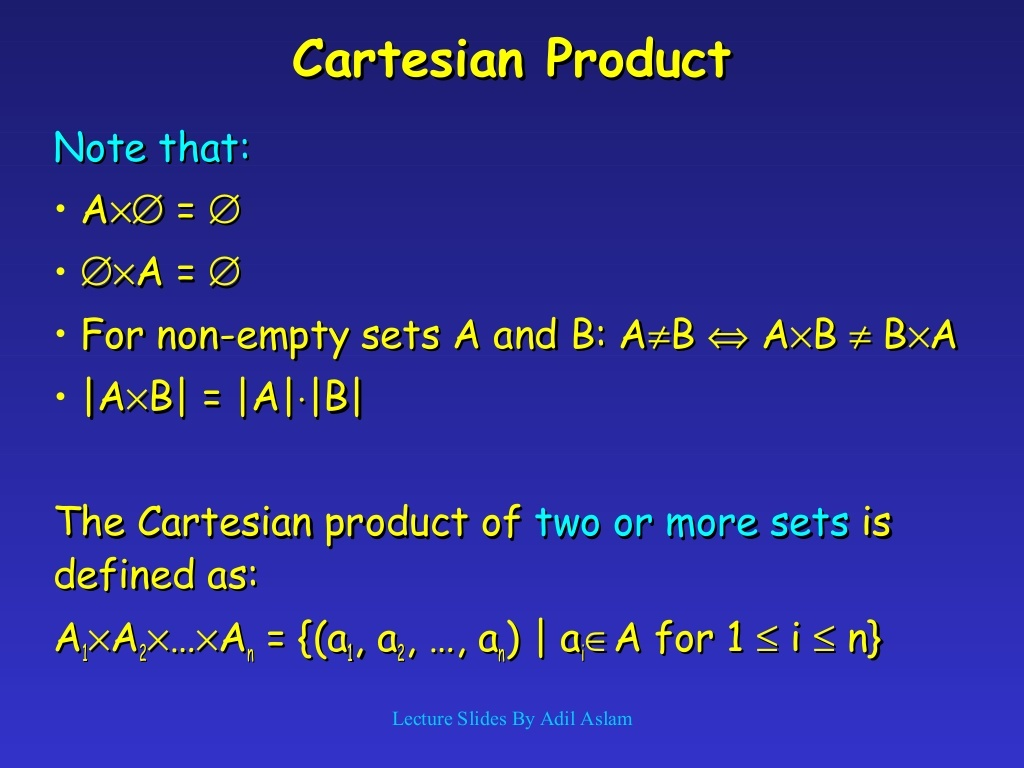 Cartesian Product
Note that:
• A×∅ = ∅
• ∅×A = ∅
• For non-empty sets A and B: A≠B ⇔ A×B ≠ B×A
• |A×B| = |A|⋅|B|
The Cartesian product of two or more sets is
defined as:
A₁×A₂×…×Aₙ = {(a₁, a₂, …, aₙ) | aᵢ∈A for 1 ≤ i ≤ n}
Lecture Slides By Adil Aslam